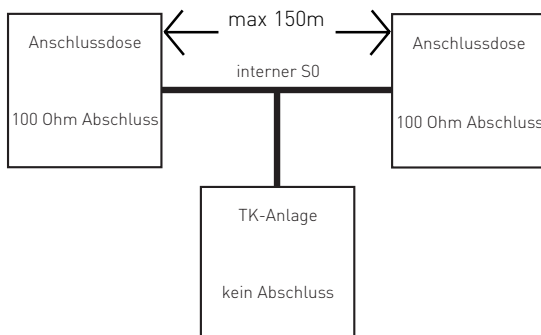 max 150m
Anschlussdose
Anschlussdose
interner S0
100 Ohm Abschluss
100 Ohm Abschluss
TK-Anlage
kein Abschluss